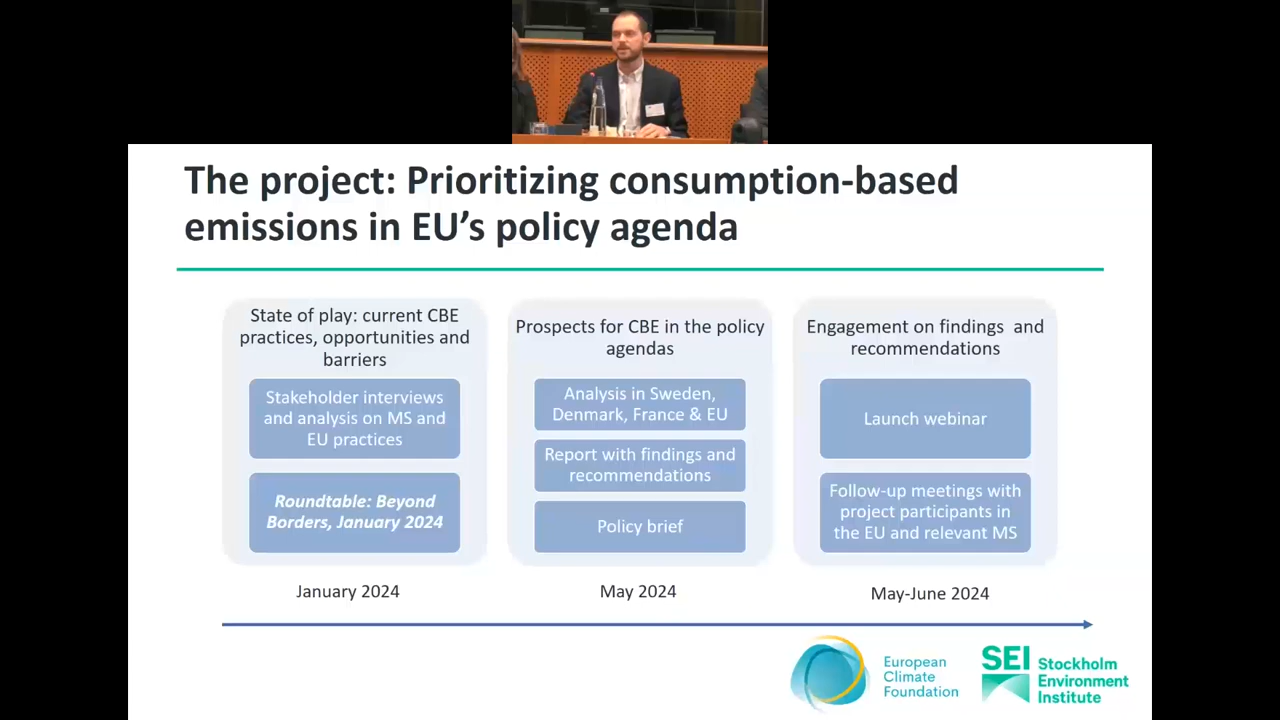 The project: Prioritizing consumption-based
emissions in EU's policy agenda
State of play: current CBE
practices, opportunities and
barriers
Stakeholder interviews
and analysis on MS and
EU practices
Roundtable: Beyond
Borders, January 2024
January 2024
Prospects for CBE in the policy
agendas
Analysis in Sweden,
Denmark, France & EU
Report with findings and
recommendations
Policy brief
May 2024
Engagement on findings and
recommendations
Launch webinar
Follow-up meetings with
project participants in
the EU and relevant MS
May-June 2024
European
Climate
Foundation
SEI
Stockholm
Environment
Institute